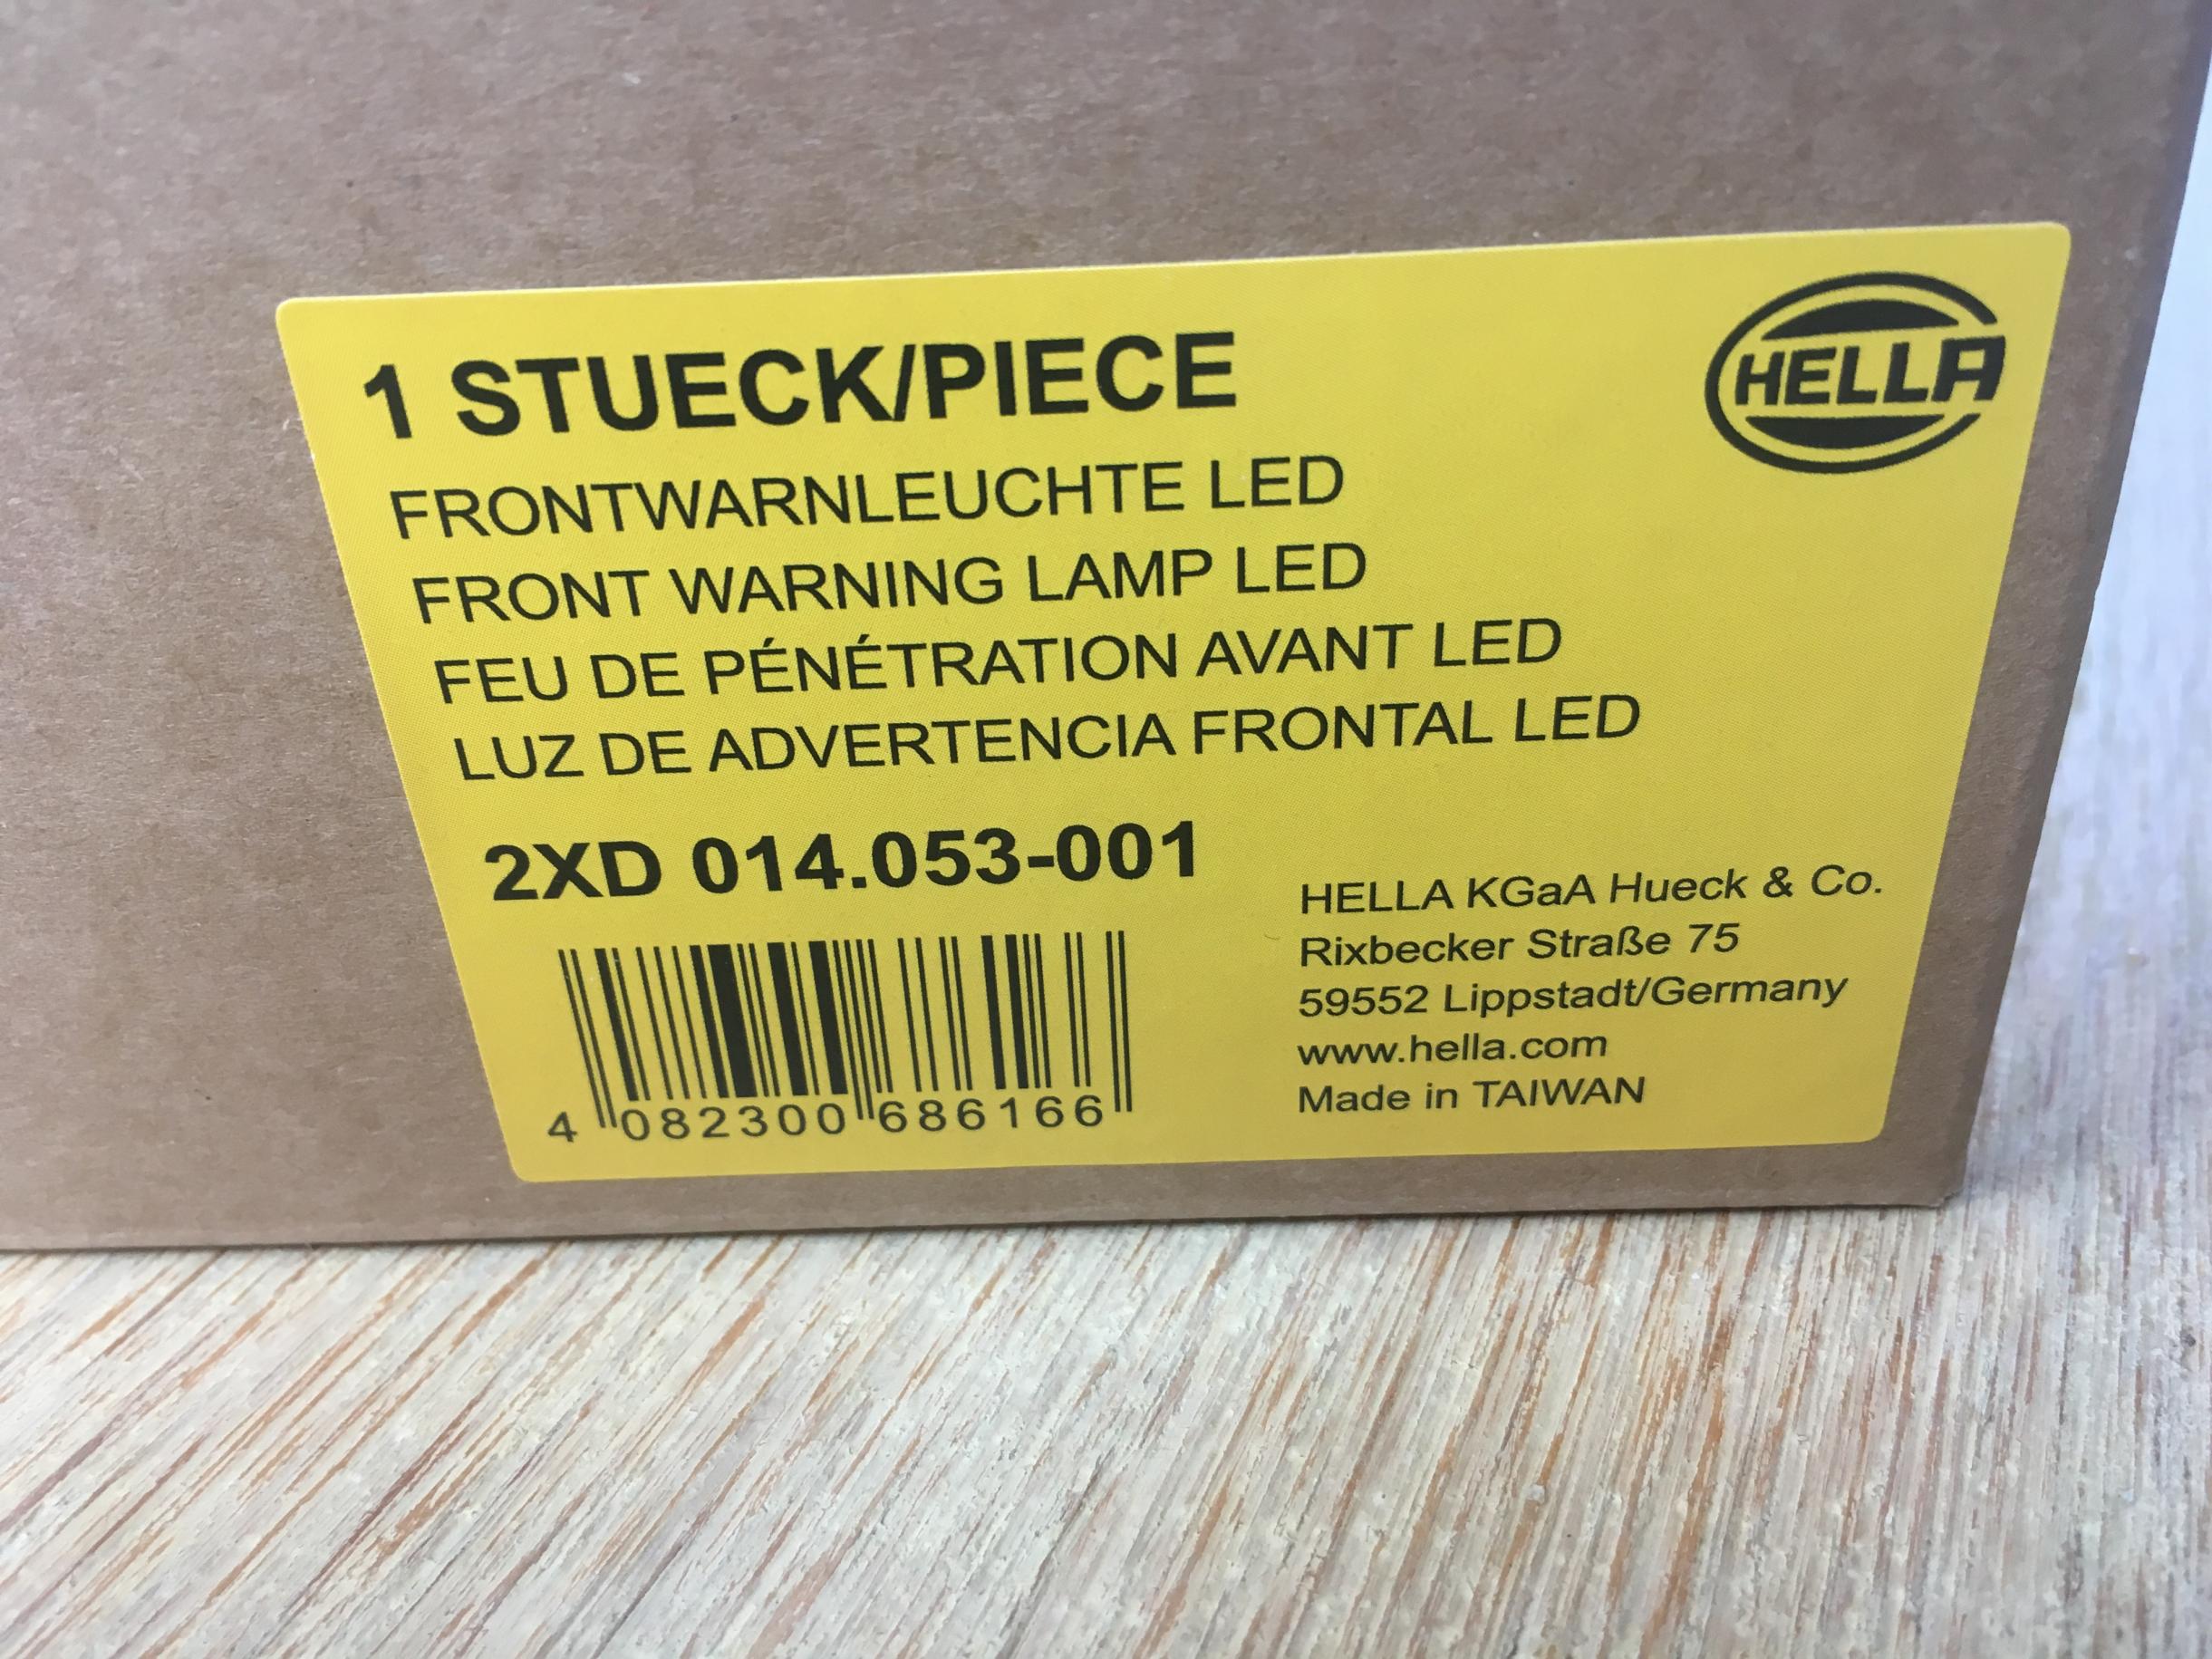 1 STUECK/PIECE
HELLA
FRONTWARNLEUCHTE LED
FRONT WARNING LAMP LED
FEU DE PÉNÉTRATION AVANT LED
LUZ DE ADVERTENCIA FRONTAL LED
2XD 014.053-001
4 082300 686166
HELLA KGaA Hueck & Co.
Rixbecker Straße 75
59552 Lippstadt/Germany
www.hella.com
Made in TAIWAN